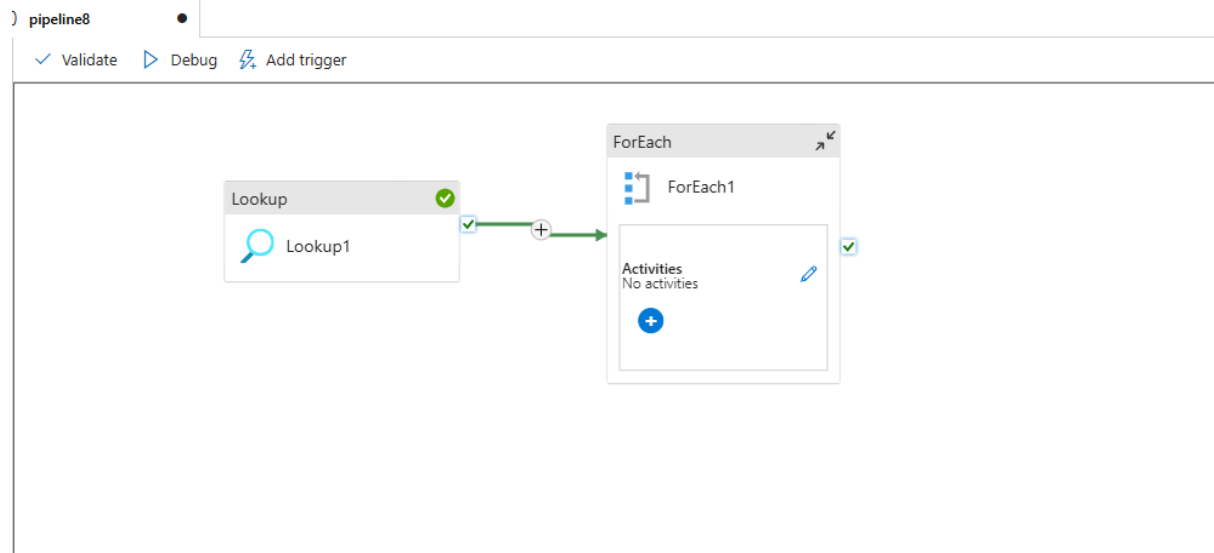 pipeline8
Validate
Debug
Add trigger
Lookup
Lookup1
ForEach
ForEach1
Activities
No activities